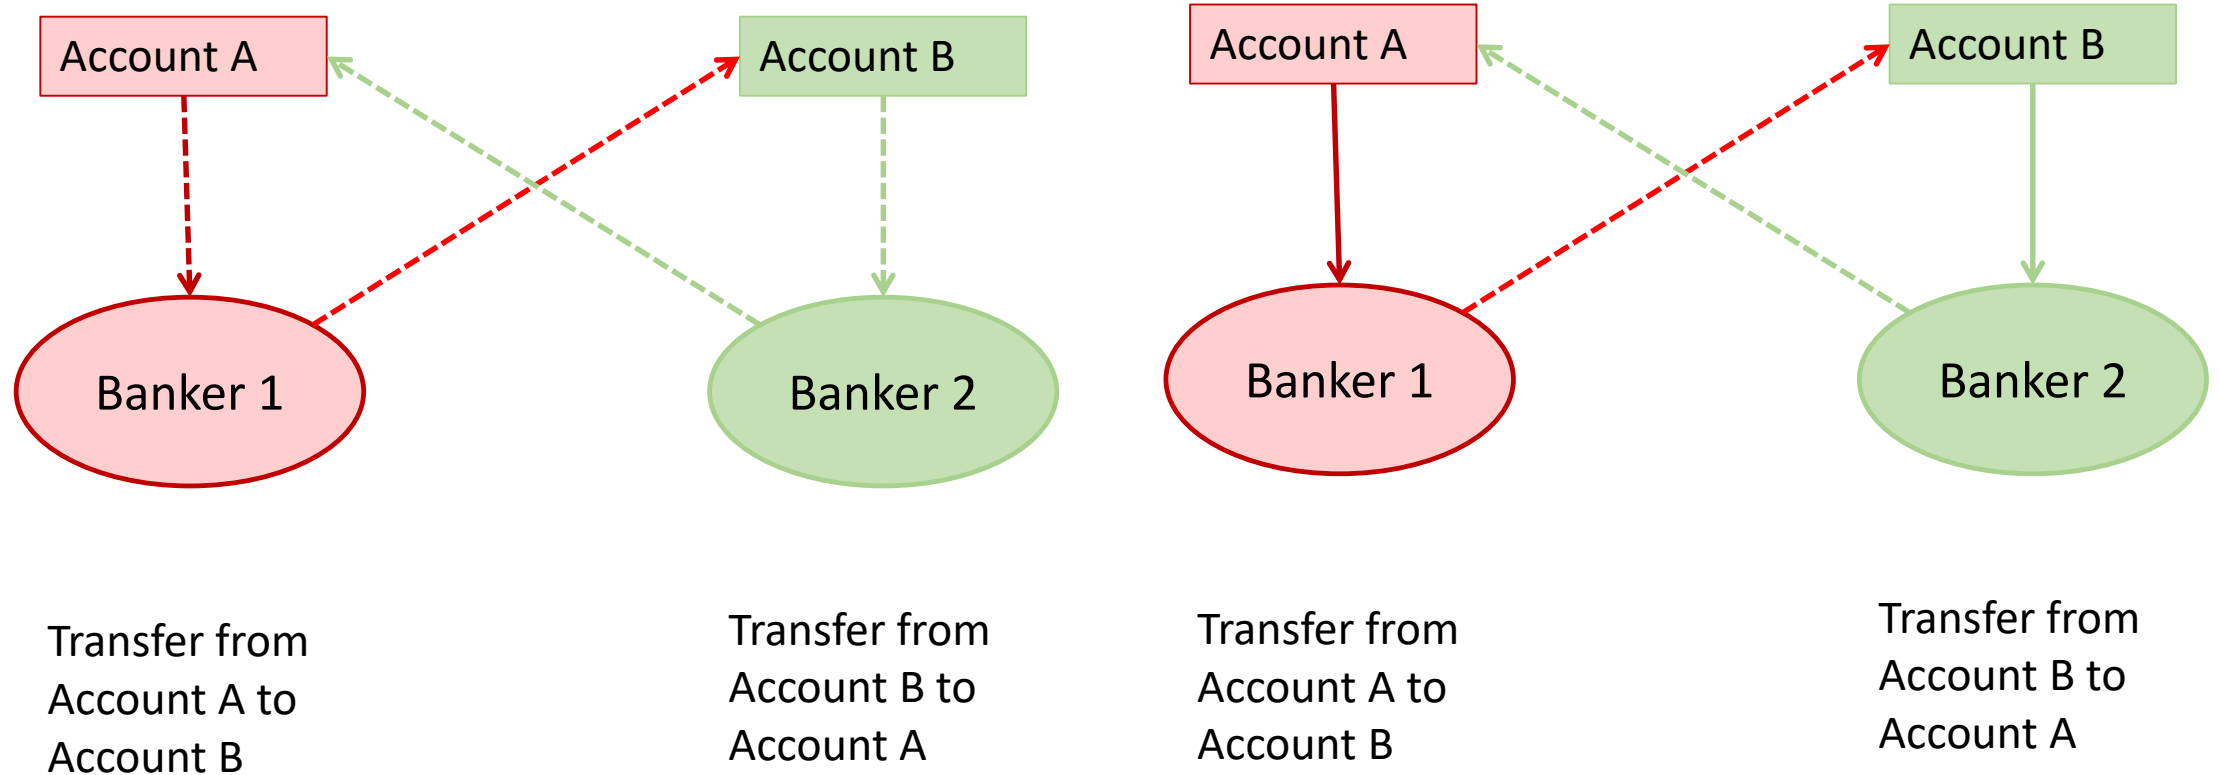 Account A
Account B
Account A
Account B
Banker 1
Banker 2
Banker 1
Banker 2
Transfer from
Account A to
Account B
Transfer from
Account B to
Account A
Transfer from
Account A to
Account B
Transfer from
Account B to
Account A